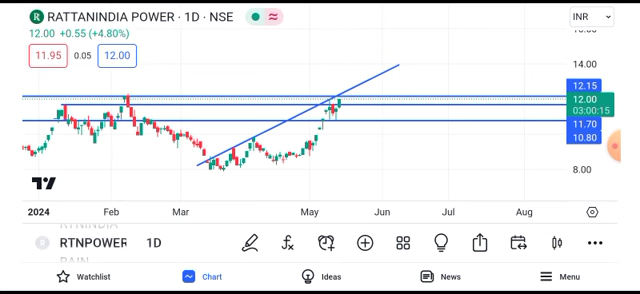 R RATTANINDIA POWER · 1D · NSE
INR
12.00 +0.55 (+4.80%)
11.95 0.05 12.00
14.00
12.15
12.00
03:00:15
11.70
10.80
8.00
2024 Feb Mar May Jun Jul Aug
R RTNPOWER 1D
Watchlist Chart Ideas News Menu